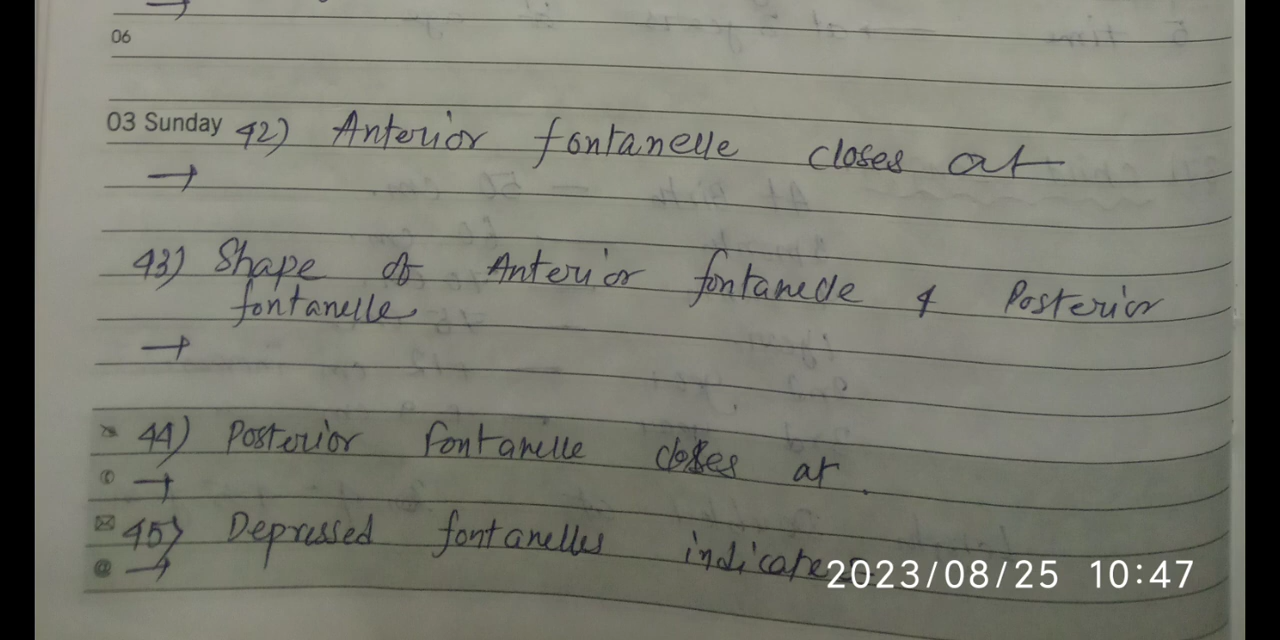 →
06
03 Sunday 42) Anterior fontanelle closes at
→
43) Shape of Anterior fontanelle & Posterior
fontanelle
→
44) Posterior fontanelle closes at.
→
45) Depressed fontanelles indicate
→
2023/08/25 10:47